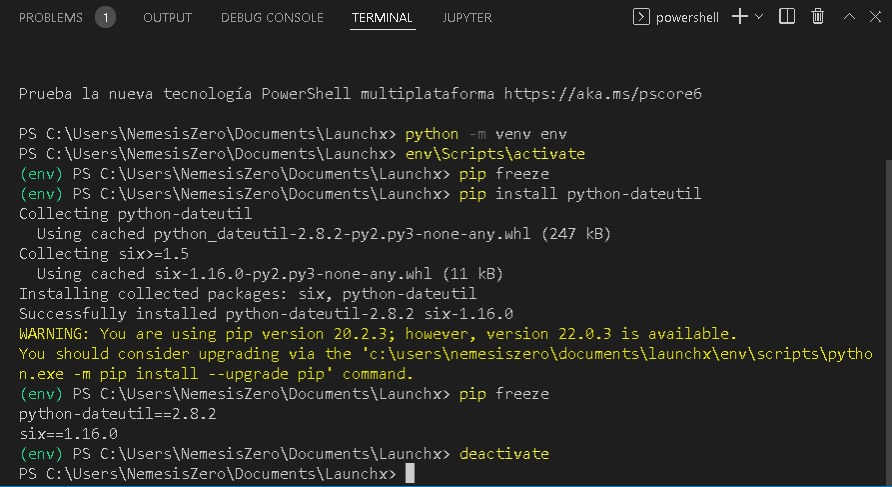 PROBLEMS 1 OUTPUT DEBUG CONSOLE TERMINAL JUPYTER powershell
Prueba la nueva tecnología PowerShell multiplataforma https://aka.ms/pscore6
PS C:\Users\NemesisZero\Documents\Launchx> python -m venv env
PS C:\Users\NemesisZero\Documents\Launchx> env\Scripts\activate
(env) PS C:\Users\NemesisZero\Documents\Launchx> pip freeze
(env) PS C:\Users\NemesisZero\Documents\Launchx> pip install python-dateutil
Collecting python-dateutil
  Using cached python_dateutil-2.8.2-py2.py3-none-any.whl (247 kB)
Collecting six>=1.5
  Using cached six-1.16.0-py2.py3-none-any.whl (11 kB)
Installing collected packages: six, python-dateutil
Successfully installed python-dateutil-2.8.2 six-1.16.0
WARNING: You are using pip version 20.2.3; however, version 22.0.3 is available.
You should consider upgrading via the 'c:\users\nemesiszero\documents\launchx\env\scripts\pytho
n.exe -m pip install --upgrade pip' command.
(env) PS C:\Users\NemesisZero\Documents\Launchx> pip freeze
python-dateutil==2.8.2
six==1.16.0
(env) PS C:\Users\NemesisZero\Documents\Launchx> deactivate
PS C:\Users\NemesisZero\Documents\Launchx>